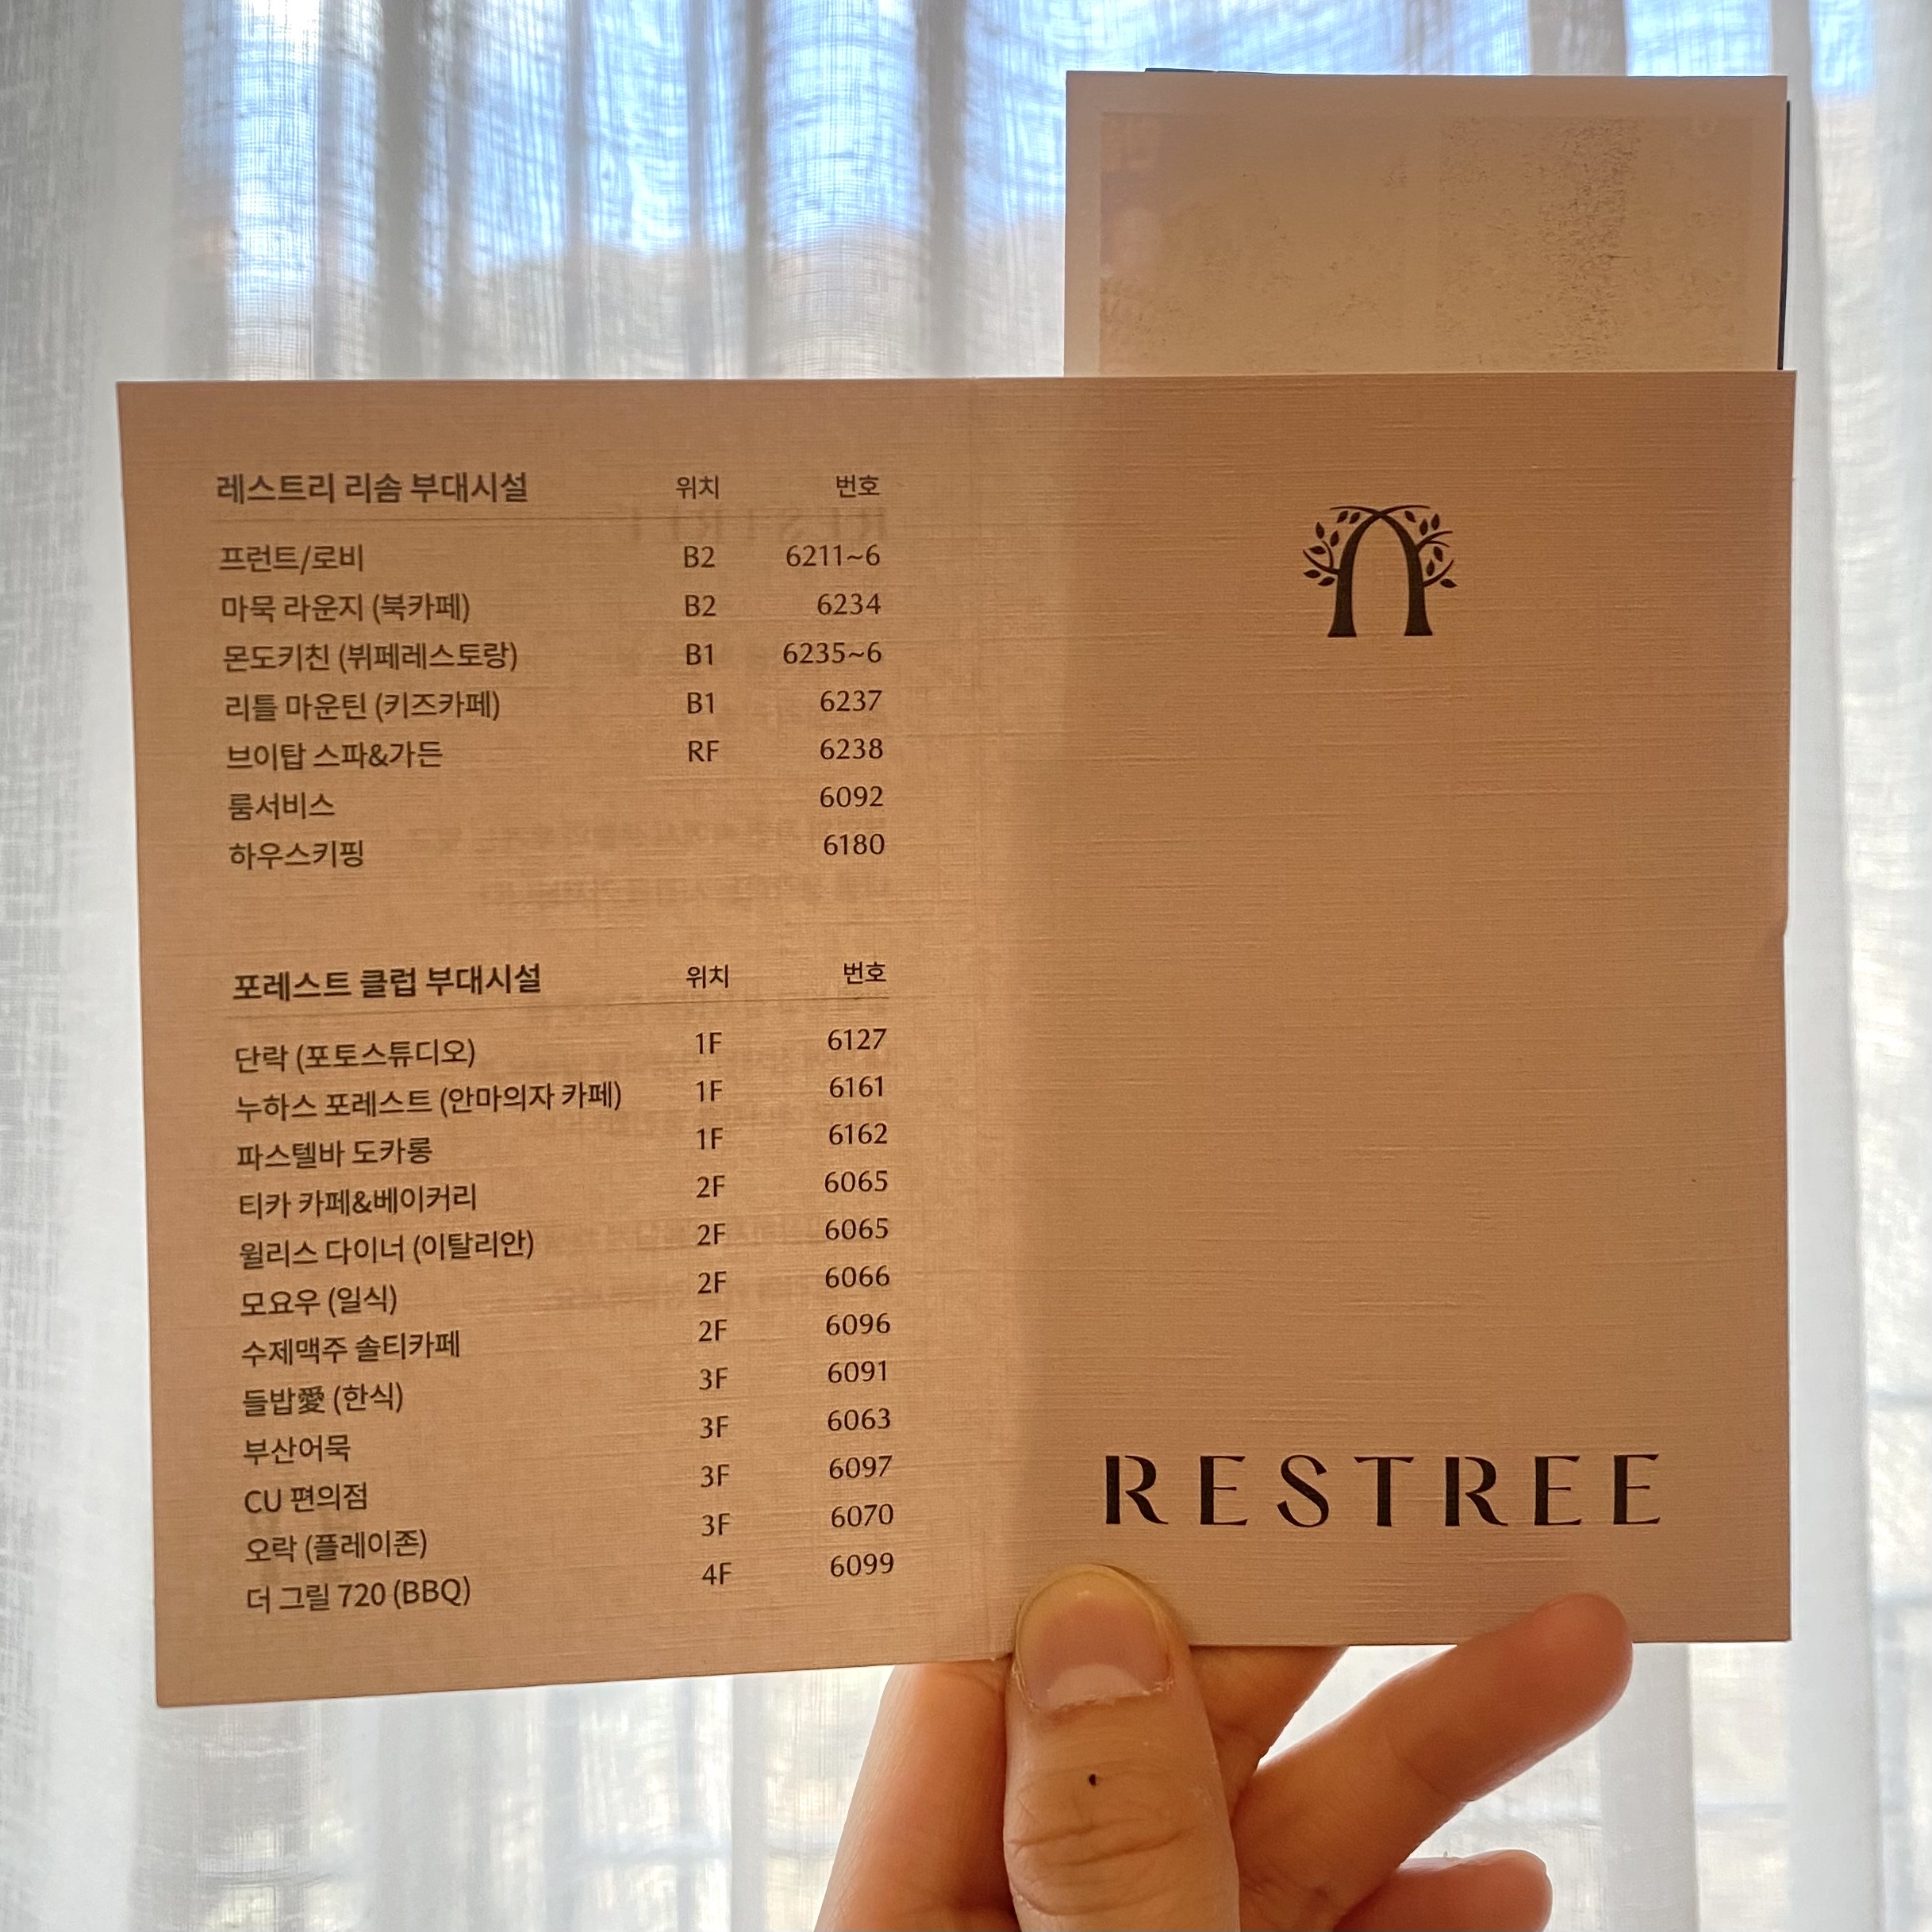 레스트리 리솜 부대시설 위치 번호
프런트/로비 B2 6211~6
마묵 라운지 (북카페) B2 6234
몬도키친 (뷔페레스토랑) B1 6235~6
리틀 마운틴 (키즈카페) B1 6237
브이탑 스파&가든 RF 6238
룸서비스 6092
하우스키핑 6180
포레스트 클럽 부대시설 위치 번호
단락 (포토스튜디오) 1F 6127
누하스 포레스트 (안마의자 카페) 1F 6161
파스텔바 도카롱 1F 6162
티카 카페&베이커리 2F 6065
윌리스 다이너 (이탈리안) 2F 6065
모요우 (일식) 2F 6066
수제맥주 솔티카페 2F 6096
들밥愛 (한식) 3F 6091
부산어묵 3F 6063
CU 편의점 3F 6097
오락 (플레이존) 3F 6070
더 그릴 720 (BBQ) 4F 6099
RESTREE